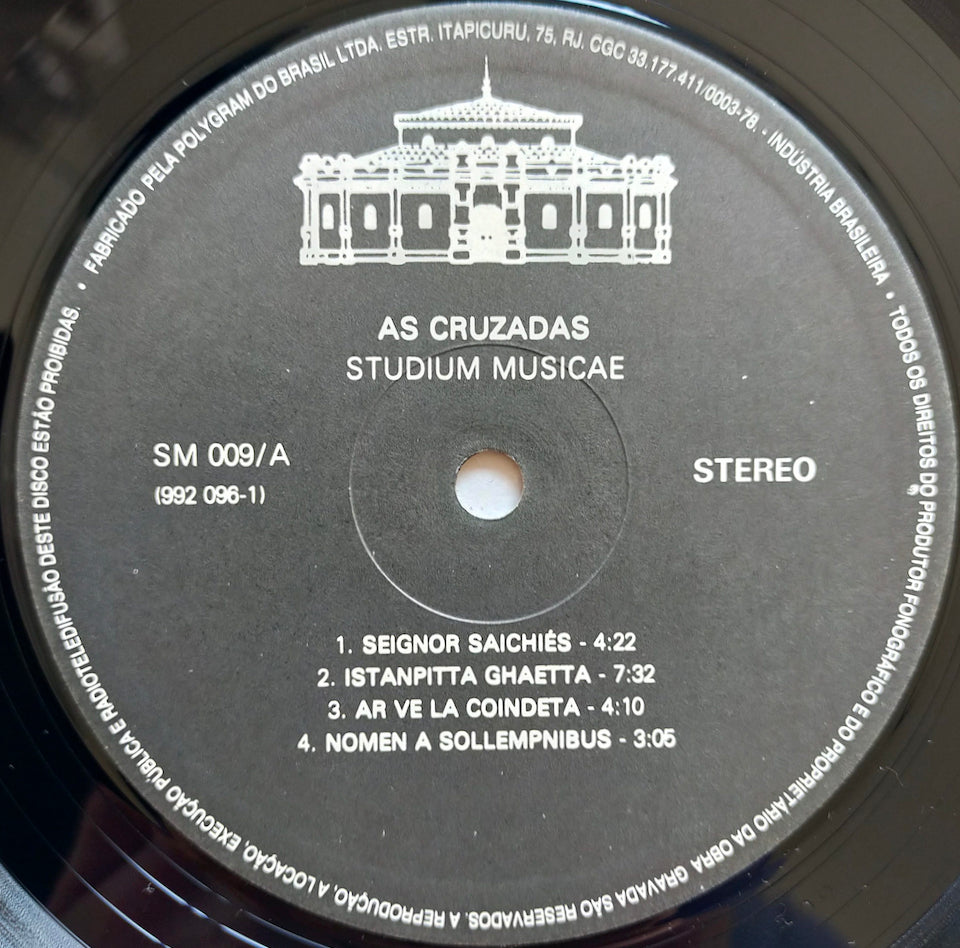 • FABRICADO PELA POLYGRAM DO BRASIL LTDA. ESTR. ITAPICURU, 75, RJ. CGC 33.177.411/0003-78. - INDÚSTRIA BRASILEIRA • TODOS OS DIREITOS DO PRODUTOR FONOGRÁFICO E DO PROPRIETÁRIO DA OBRA GRAVADA SÃO RESERVADOS. A REPRODUÇÃO, A LOCAÇÃO, EXECUÇÃO PÚBLICA E RADIOTELEDIFUSÃO DESTE DISCO ESTÃO PROIBIDAS.
AS CRUZADAS
STUDIUM MUSICAE
SM 009/A
(992 096-1)
STEREO
1. SEIGNOR SAICHIÉS - 4:22
2. ISTANPITTA GHAETTA - 7:32
3. AR VE LA COINDETA - 4:10
4. NOMEN A SOLLEMPNIBUS - 3:05